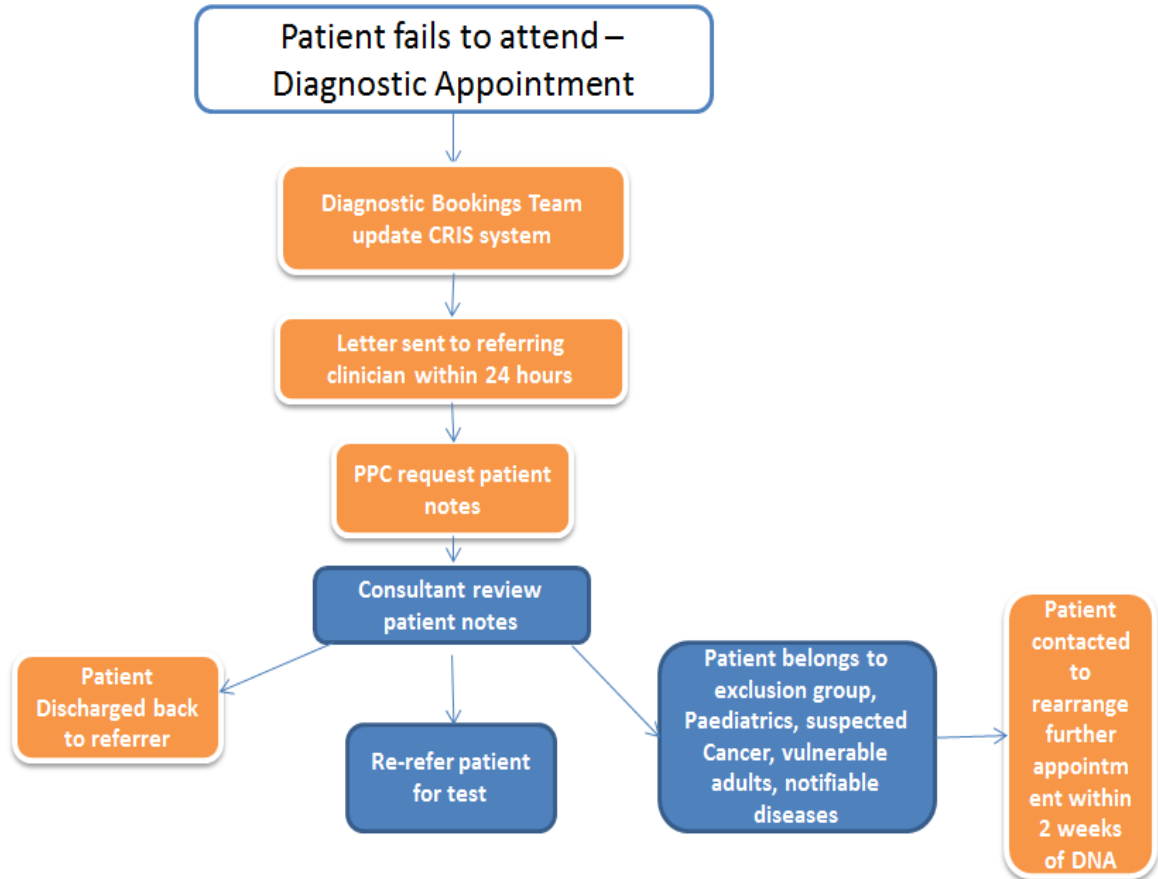 Patient fails to attend –
Diagnostic Appointment
Diagnostic Bookings Team
update CRIS system
Letter sent to referring
clinician within 24 hours
PPC request patient
notes
Consultant review
patient notes
Patient
Discharged back
to referrer
Re-refer patient
for test
Patient belongs to
exclusion group,
Paediatrics, suspected
Cancer, vulnerable
adults, notifiable
diseases
Patient
contacted
to
rearrange
further
appointm
ent within
2 weeks
of DNA